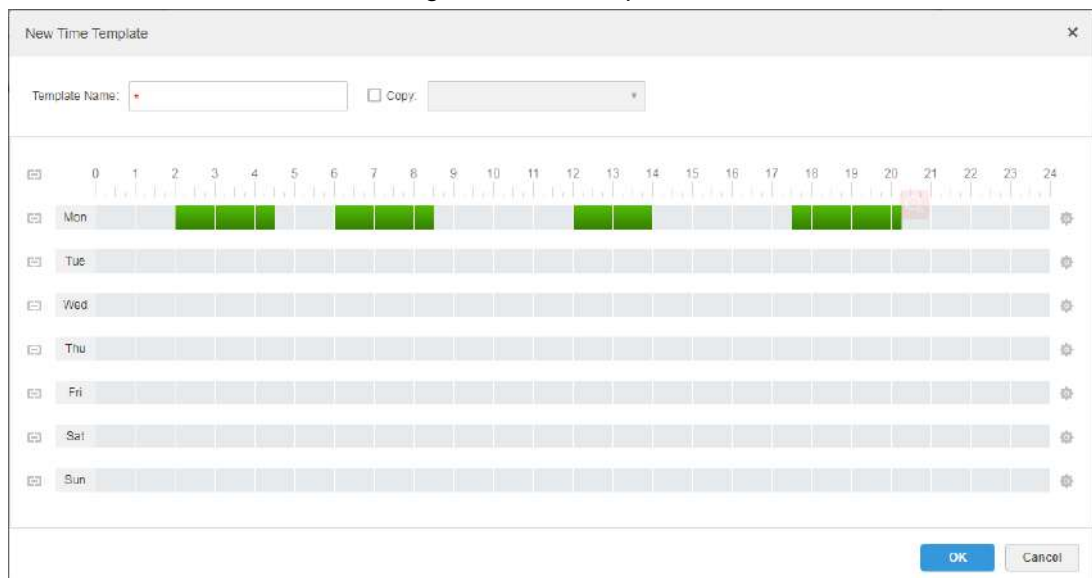 New Time Template ×
Template Name: * Copy:
0 1 2 3 4 5 6 7 8 9 10 11 12 13 14 15 16 17 18 19 20 21 22 23 24
Mon
Tue
Wed
Thu
Fri
Sat
Sun
OK Cancel